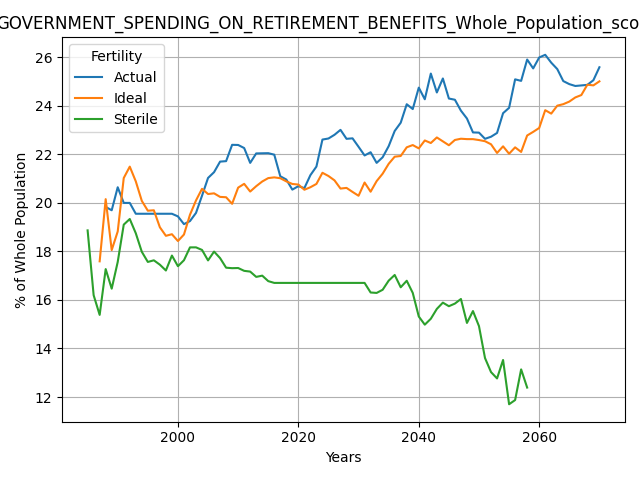 GOVERNMENT_SPENDING_ON_RETIREMENT_BENEFITS_Whole_Population_sco
Fertility
Actual
Ideal
Sterile
% of Whole Population
26
24
22
20
18
16
14
12
2000 2020 2040 2060
Years